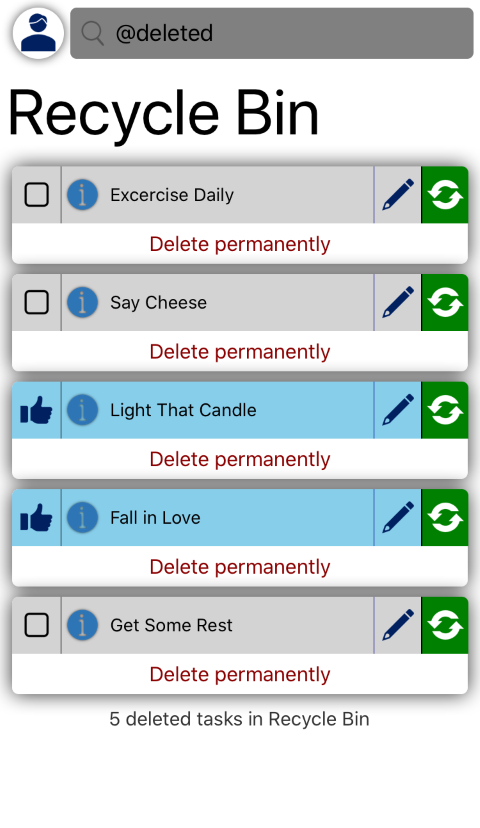 @deleted
Recycle Bin
Excercise Daily
Delete permanently
Say Cheese
Delete permanently
Light That Candle
Delete permanently
Fall in Love
Delete permanently
Get Some Rest
Delete permanently
5 deleted tasks in Recycle Bin